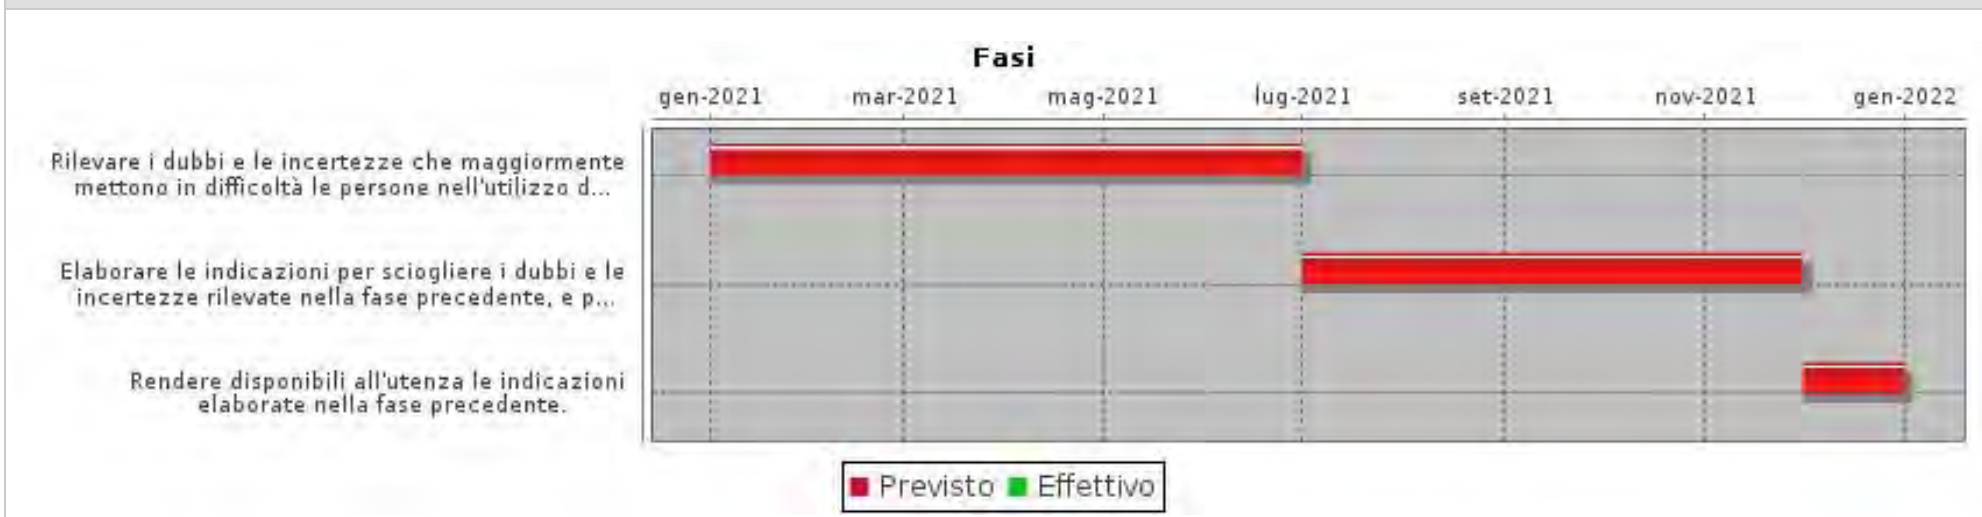 Fasi
gen-2021 mar-2021 mag-2021 lug-2021 set-2021 nov-2021 gen-2022
Rilevare i dubbi e le incertezze che maggiormente
mettono in difficoltà le persone nell'utilizzo d...
Elaborare le indicazioni per sciogliere i dubbi e le
incertezze rilevate nella fase precedente, e p...
Rendere disponibili all'utenza le indicazioni
elaborate nella fase precedente.
Previsto Effettivo